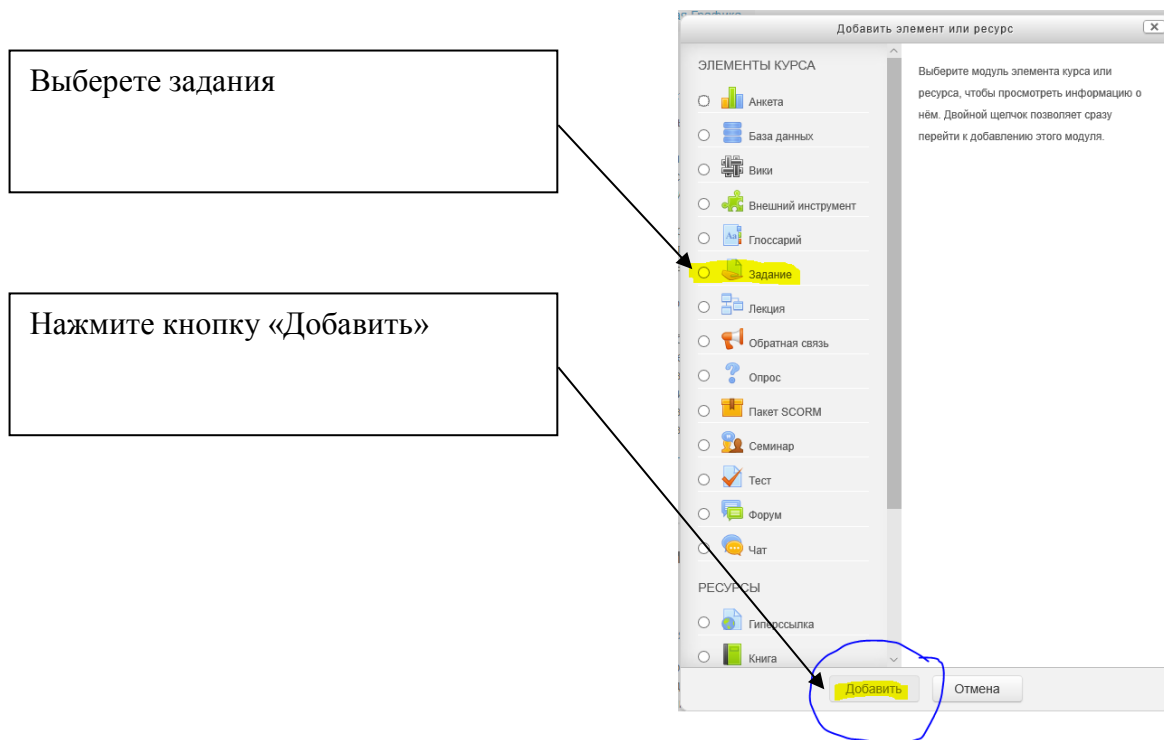 Добавить элемент или ресурс
Выберете задания
Нажмите кнопку «Добавить»
ЭЛЕМЕНТЫ КУРСА
Анкета
База данных
Вики
Внешний инструмент
Глоссарий
Задание
Лекция
Обратная связь
Опрос
Пакет SCORM
Семинар
Тест
Форум
Чат
РЕСУРСЫ
Гиперссылка
Книга
Выберите модуль элемента курса или
ресурса, чтобы просмотреть информацию о
нём. Двойной щелчок позволяет сразу
перейти к добавлению этого модуля.
Добавить
Отмена